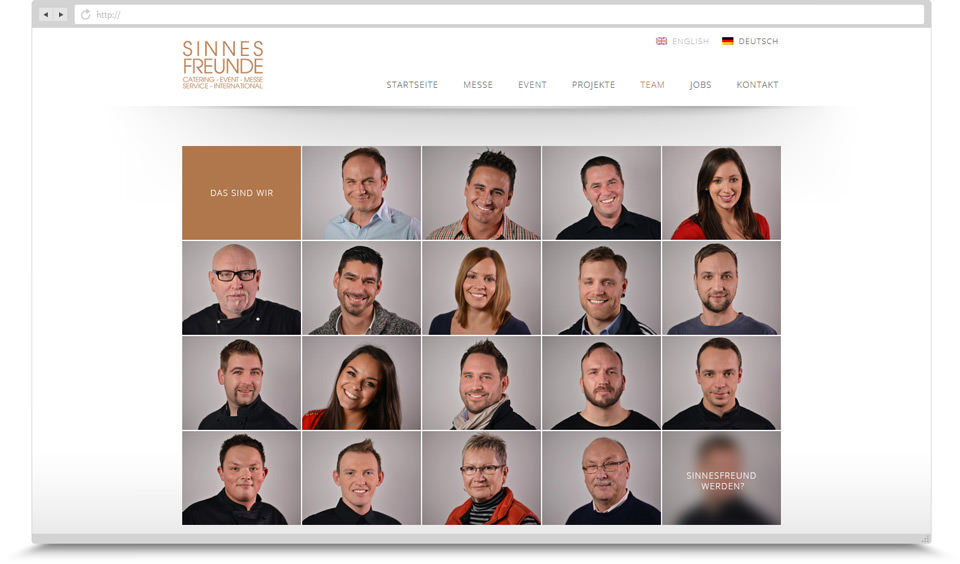 http://
SINNES
FREUNDE
CATERING - EVENT - MESSE
SERVICE - INTERNATIONAL
ENGLISH DEUTSCH
STARTSEITE MESSE EVENT PROJEKTE TEAM JOBS KONTAKT
DAS SIND WIR
SINNESFREUND
WERDEN?